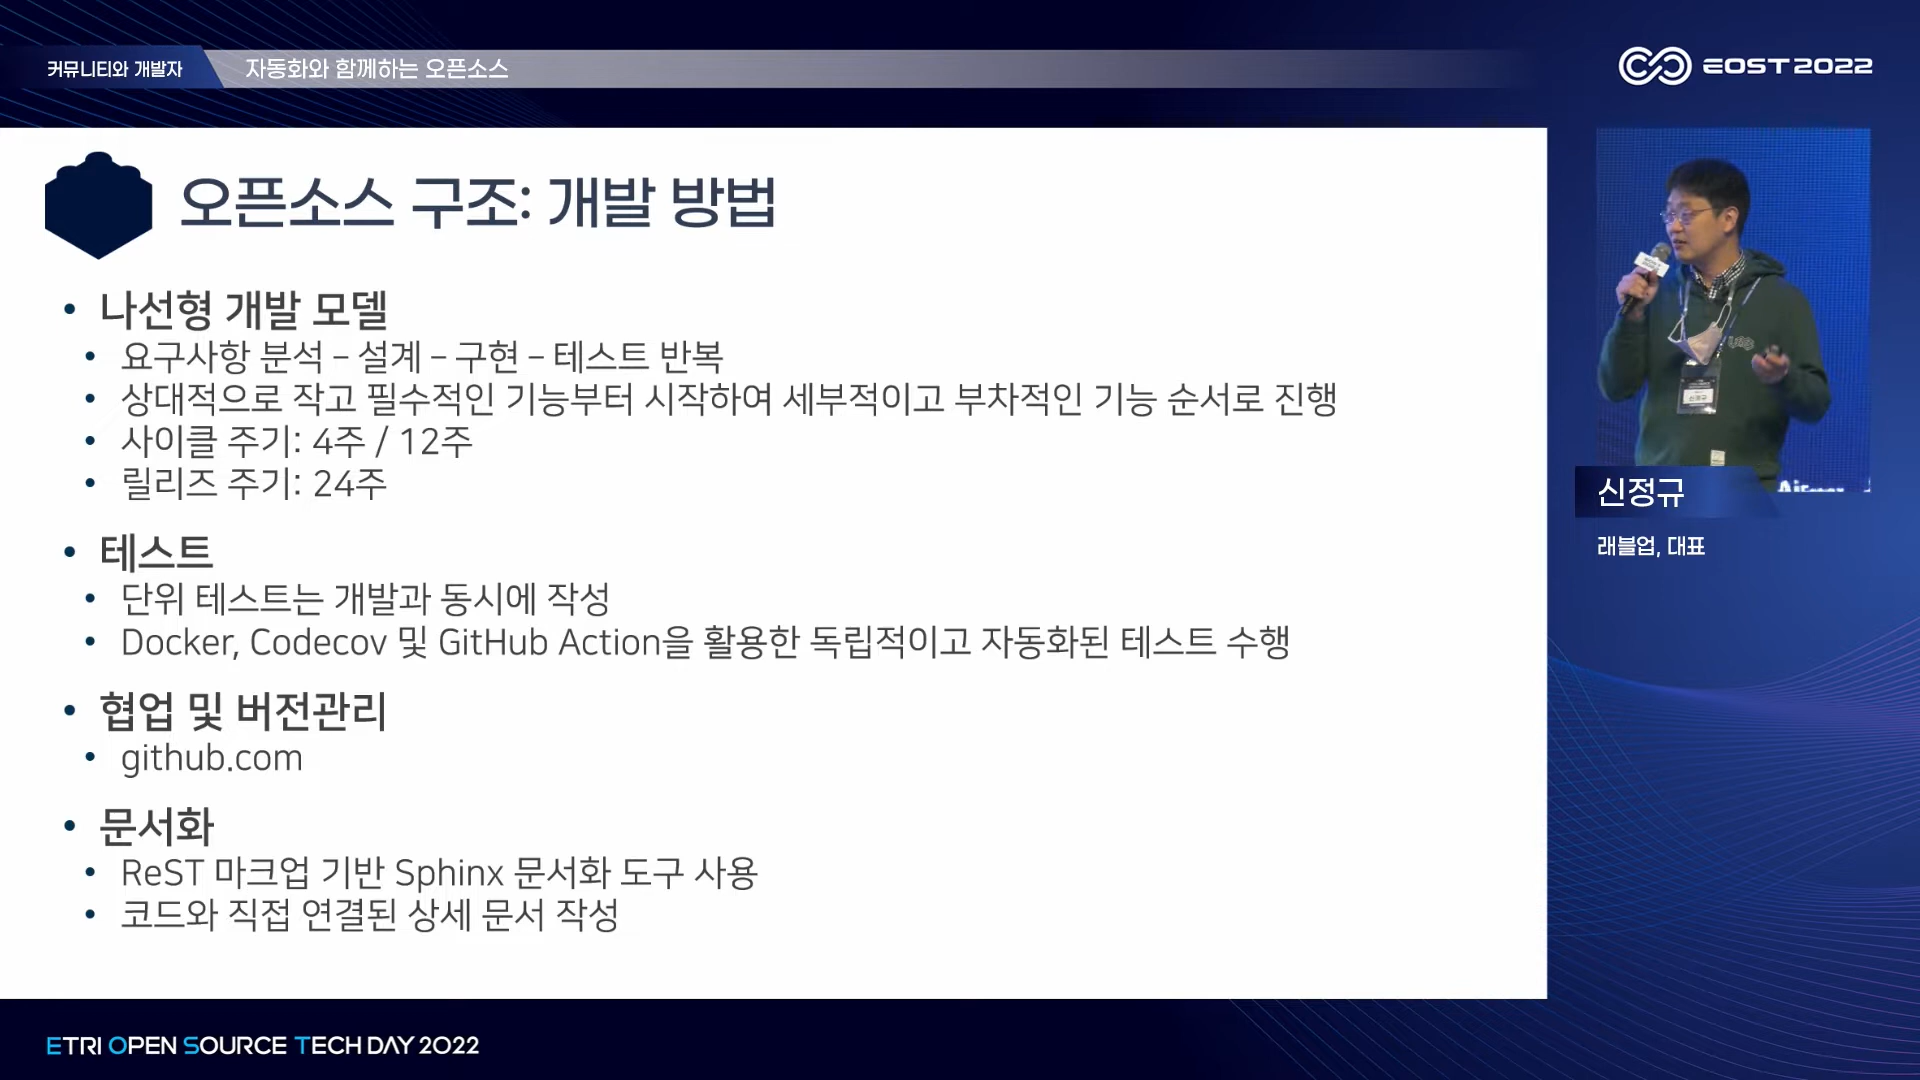 커뮤니티와 개발자
자동화와 함께하는 오픈소스
EOST2022
오픈소스 구조: 개발 방법
• 나선형 개발 모델
• 요구사항 분석 – 설계 – 구현 – 테스트 반복
• 상대적으로 작고 필수적인 기능부터 시작하여 세부적이고 부차적인 기능 순서로 진행
• 사이클 주기: 4주 / 12주
• 릴리즈 주기: 24주
• 테스트
• 단위 테스트는 개발과 동시에 작성
• Docker, Codecov 및 GitHub Action을 활용한 독립적이고 자동화된 테스트 수행
• 협업 및 버전관리
• github.com
• 문서화
• ReST 마크업 기반 Sphinx 문서화 도구 사용
• 코드와 직접 연결된 상세 문서 작성
신정규
래블업, 대표
ETRI OPEN SOURCE TECH DAY 2022